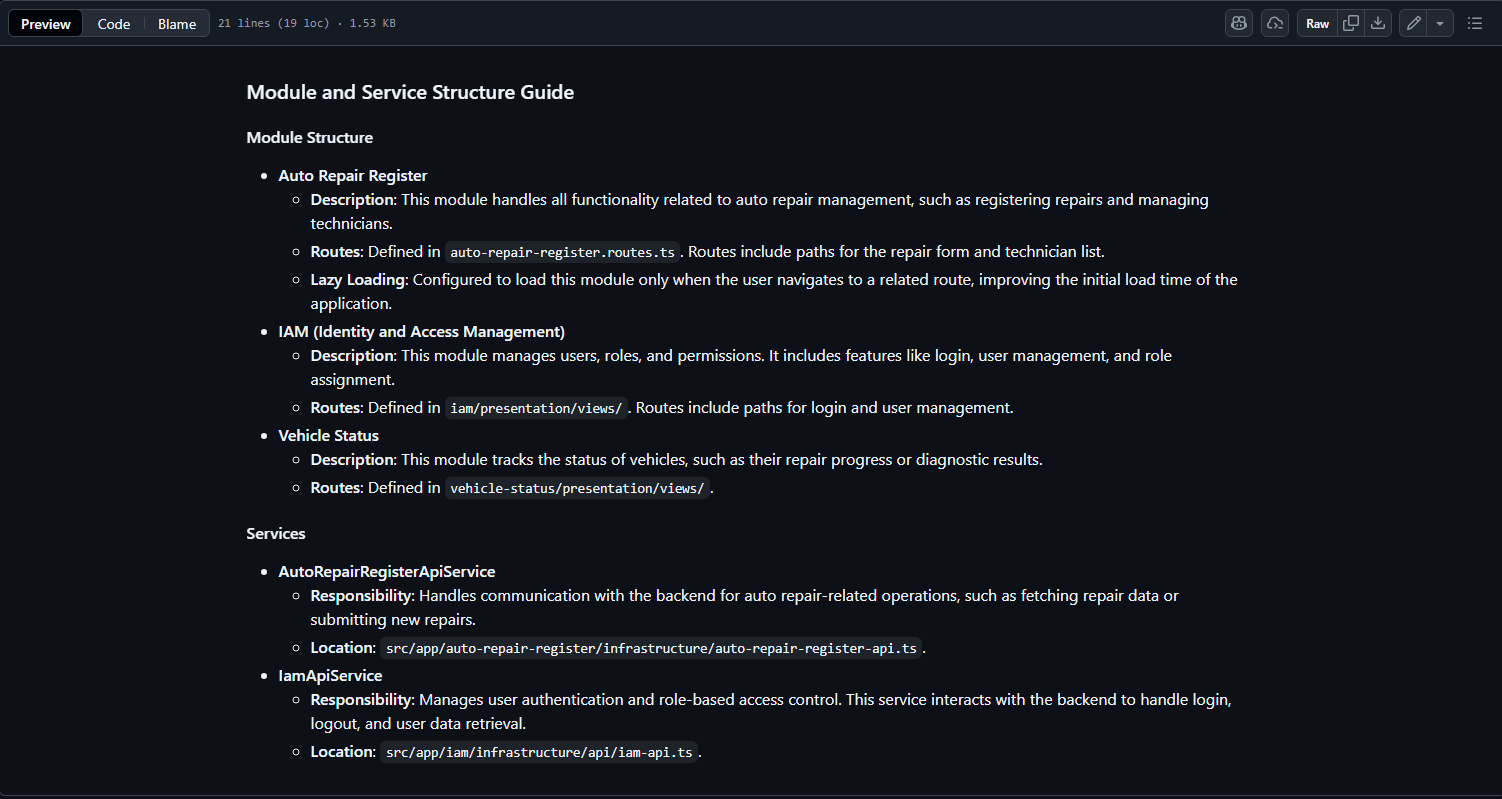 Preview Code Blame 21 lines (19 loc) · 1.53 KB Raw
Module and Service Structure Guide
Module Structure
Auto Repair Register
Description: This module handles all functionality related to auto repair management, such as registering repairs and managing
technicians.
Routes: Defined in auto-repair-register.routes.ts. Routes include paths for the repair form and technician list.
Lazy Loading: Configured to load this module only when the user navigates to a related route, improving the initial load time of the
application.
IAM (Identity and Access Management)
Description: This module manages users, roles, and permissions. It includes features like login, user management, and role
assignment.
Routes: Defined in iam/presentation/views/. Routes include paths for login and user management.
Vehicle Status
Description: This module tracks the status of vehicles, such as their repair progress or diagnostic results.
Routes: Defined in vehicle-status/presentation/views/.
Services
AutoRepairRegisterApiService
Responsibility: Handles communication with the backend for auto repair-related operations, such as fetching repair data or
submitting new repairs.
Location: src/app/auto-repair-register/infrastructure/auto-repair-register-api.ts.
IamApiService
Responsibility: Manages user authentication and role-based access control. This service interacts with the backend to handle login,
logout, and user data retrieval.
Location: src/app/iam/infrastructure/api/iam-api.ts.